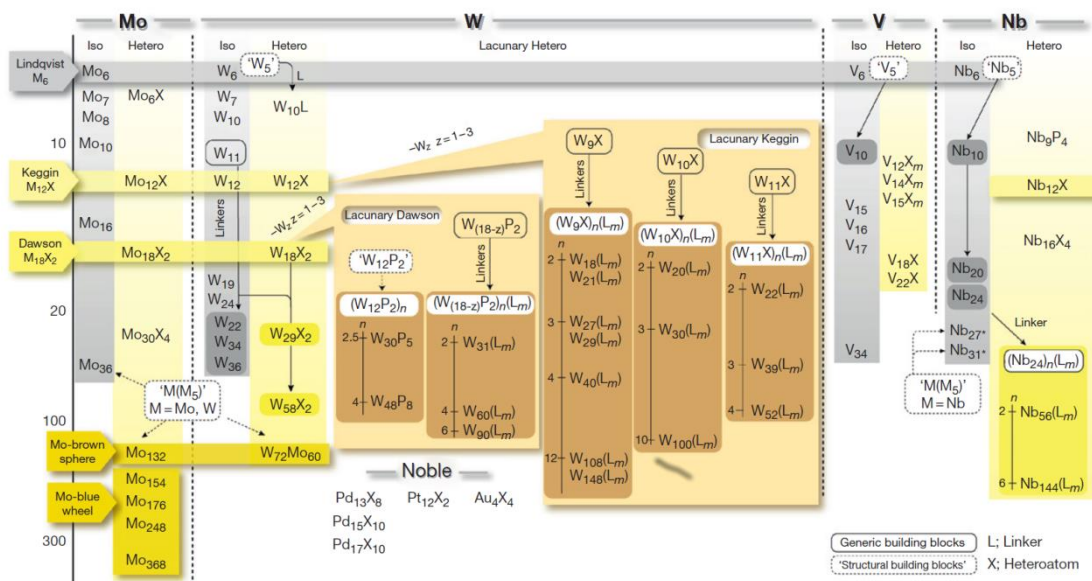 Mo
W
V
Nb
Iso Hetero
Iso Hetero
Lacunary Hetero
Iso Hetero
Iso Hetero
Lindqvist
M₆
Mo₆
W₆
'W₅'
L
V₆
'V₅'
Nb₆
'Nb₅'
Mo₇
Mo₆X
W₇
W₁₀L
Mo₈
W₁₀
10
Mo₁₀
W₁₁
V₁₀
V₁₂Xₘ
V₁₄Xₘ
V₁₅Xₘ
Nb₁₀
Nb₉P₄
Keggin
M₁₂X
Mo₁₂X
W₁₂
W₁₂X
Nb₁₂X
–W_z z = 1–3
Linkers
–W_z z = 1–3
Mo₁₆
V₁₅
V₁₆
V₁₇
Nb₁₆X₄
Dawson
M₁₈X₂
Mo₁₈X₂
W₁₈X₂
V₁₈X
V₂₂X
W₁₉
W₂₄
Nb₂₀
Nb₂₄
20
W₂₂
W₃₄
W₃₆
W₂₉X₂
W₅₈X₂
Mo₃₀X₄
Mo₃₆
V₃₄
Nb₂₇*
Nb₃₁*
'M(M₅)'
M = Mo, W
'M(M₅)'
M = Nb
Linker
(Nb₂₄)ₙ(Lₘ)
n
2 Nb₅₆(Lₘ)
6 Nb₁₄₄(Lₘ)
Lacunary Dawson
'W₁₂P₂'
W₍₁₈₋z₎P₂
Linkers
(W₁₂P₂)ₙ
n
2.5 W₃₀P₅
4 W₄₈P₈
(W₍₁₈₋z₎P₂)ₙ(Lₘ)
n
2 W₃₁(Lₘ)
4 W₆₀(Lₘ)
6 W₉₀(Lₘ)
Lacunary Keggin
W₉X
Linkers
(W₉X)ₙ(Lₘ)
n
2 W₁₈(Lₘ)
W₂₁(Lₘ)
3 W₂₇(Lₘ)
W₂₉(Lₘ)
4 W₄₀(Lₘ)
12 W₁₀₈(Lₘ)
W₁₄₈(Lₘ)
W₁₀X
Linkers
(W₁₀X)ₙ(Lₘ)
n
2 W₂₀(Lₘ)
3 W₃₀(Lₘ)
10 W₁₀₀(Lₘ)
W₁₁X
Linkers
(W₁₁X)ₙ(Lₘ)
n
2 W₂₂(Lₘ)
3 W₃₉(Lₘ)
4 W₅₂(Lₘ)
100
Mo-brown
sphere
Mo₁₃₂
W₇₂Mo₆₀
Mo-blue
wheel
Mo₁₅₄
Mo₁₇₆
Mo₂₄₈
300
Mo₃₆₈
Noble
Pd₁₃X₈ Pt₁₂X₂ Au₄X₄
Pd₁₅X₁₀
Pd₁₇X₁₀
Generic building blocks L; Linker
'Structural building blocks' X; Heteroatom